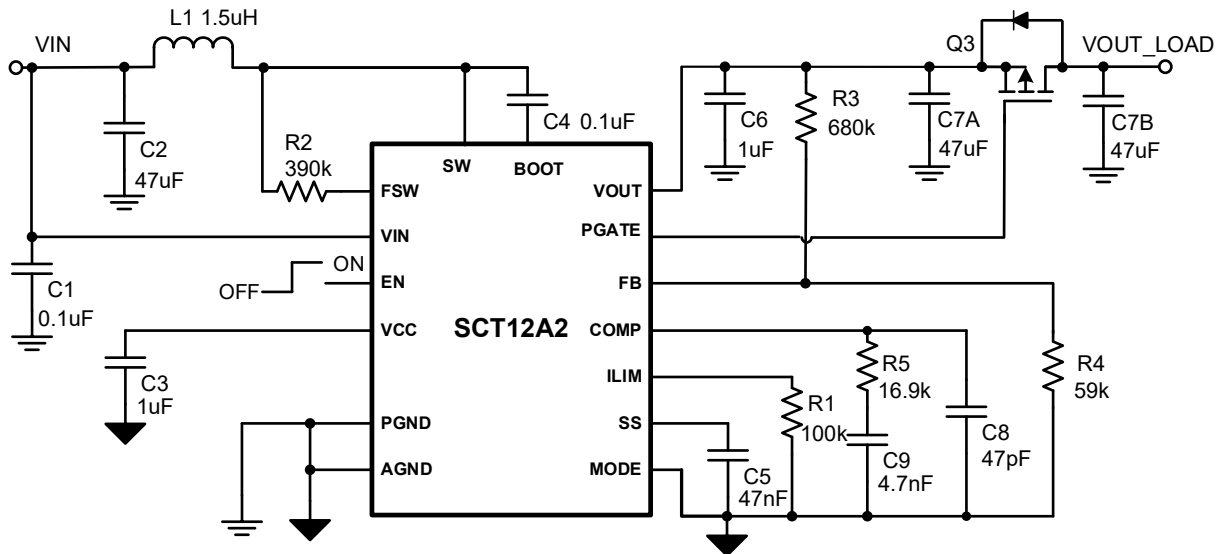 L1 1.5uH
VIN
Q3
VOUT_LOAD
C2
47uF
R2
390k
C4 0.1uF
C6
1uF
R3
680k
C7A
47uF
C7B
47uF
SW
BOOT
FSW
VOUT
VIN
PGATE
C1
0.1uF
OFF
ON
EN
FB
VCC
SCT12A2
COMP
C3
1uF
ILIM
R5
16.9k
R4
59k
R1
100k
PGND
SS
C8
47pF
AGND
MODE
C5
47nF
C9
4.7nF